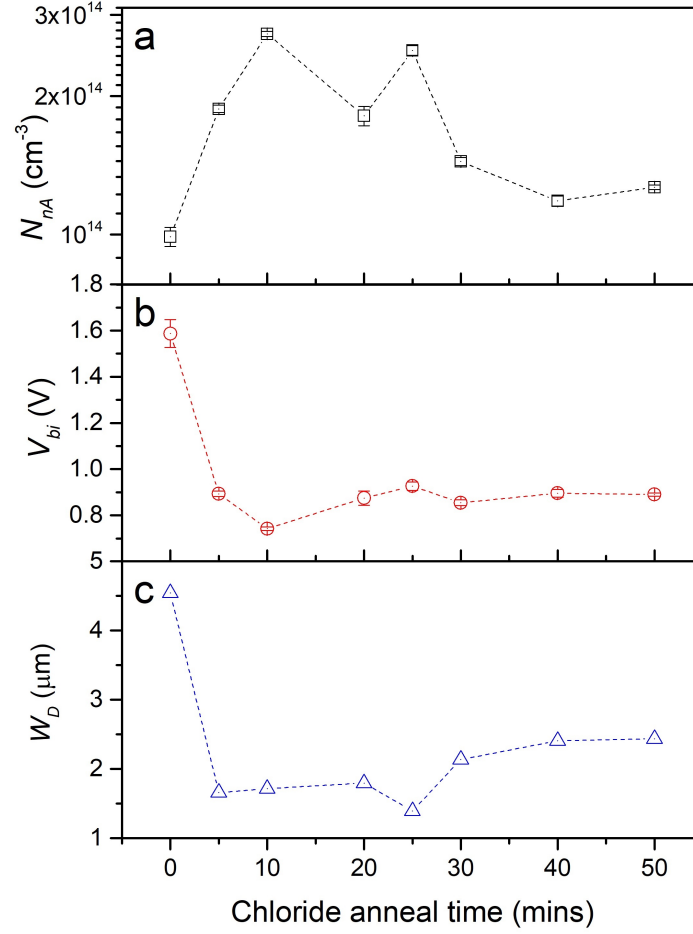 a
3x10^14
2x10^14
10^14
N_nA (cm^-3)
b
1.8
1.6
1.4
1.2
1.0
0.8
V_bi (V)
c
5
4
3
2
1
W_D (μm)
0 10 20 30 40 50
Chloride anneal time (mins)